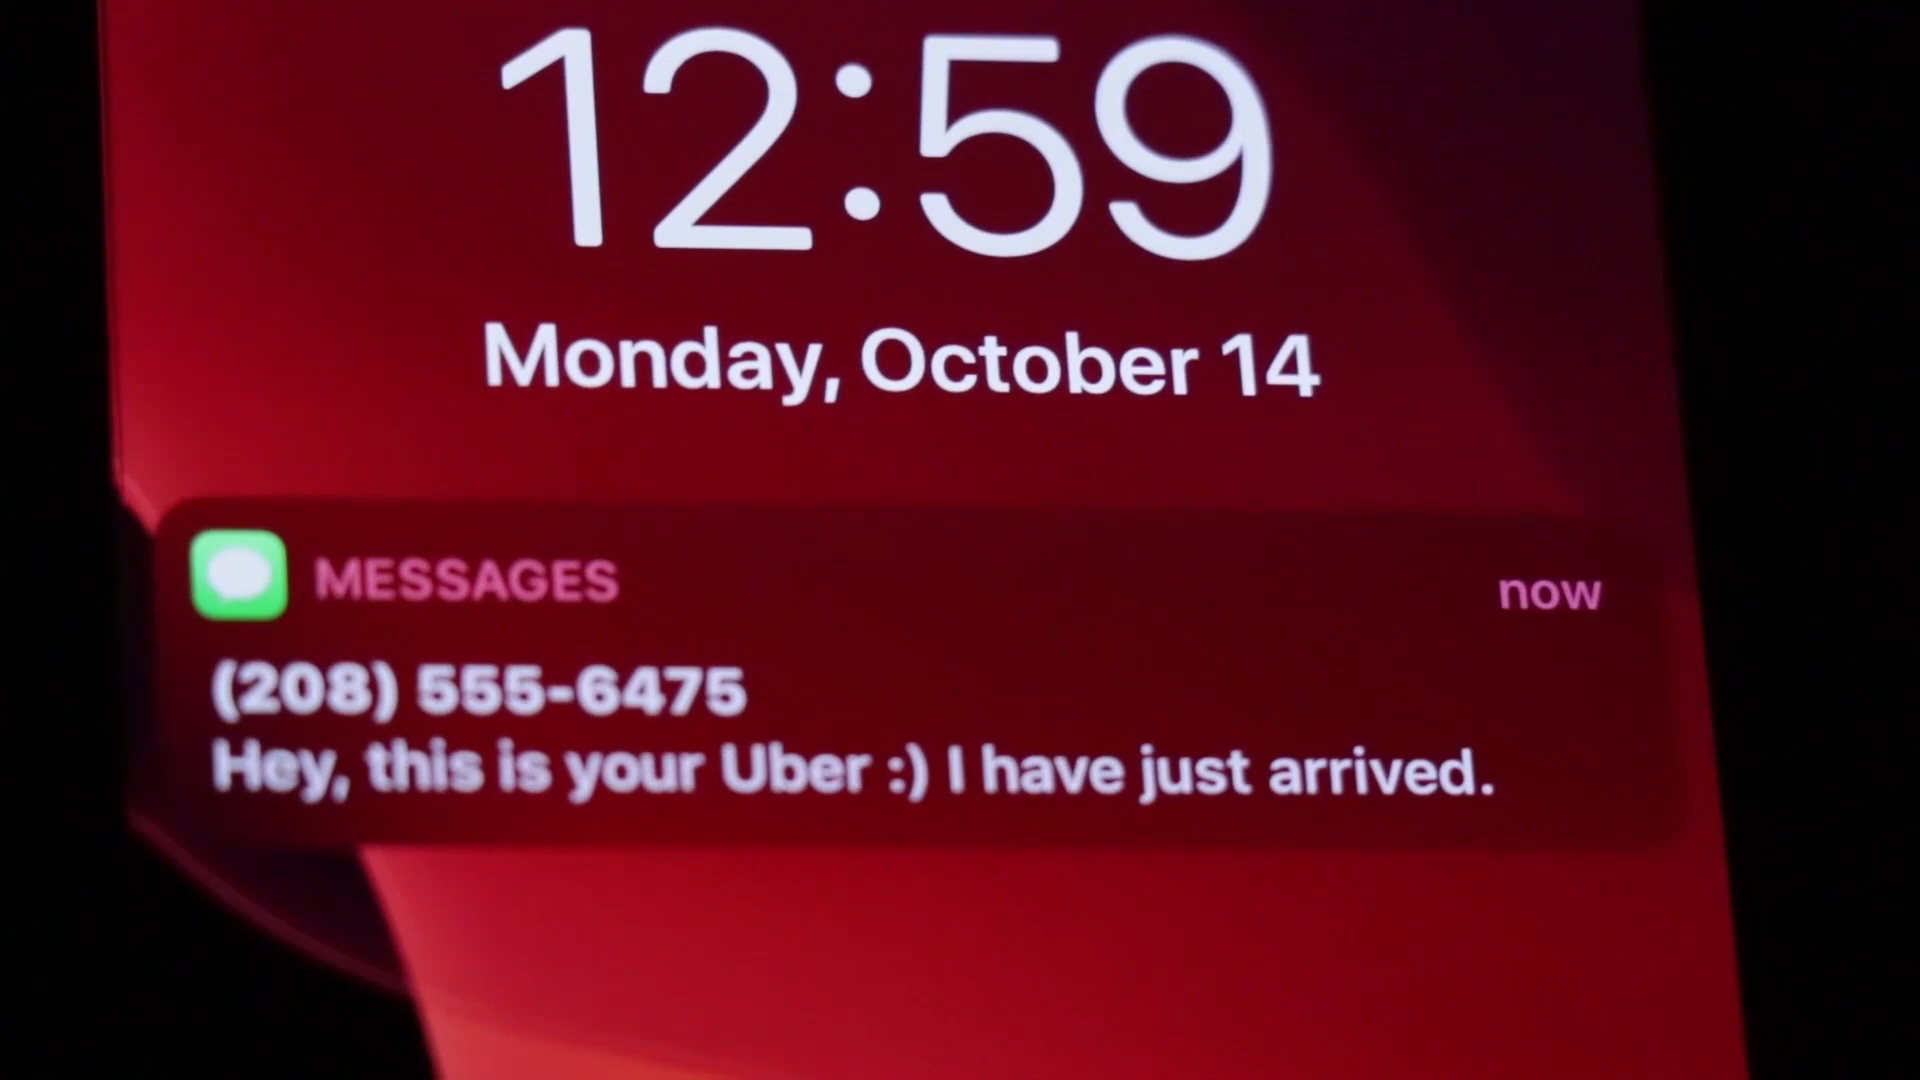 12:59
Monday, October 14
MESSAGES
now
(208) 555-6475
Hey, this is your Uber :) I have just arrived.